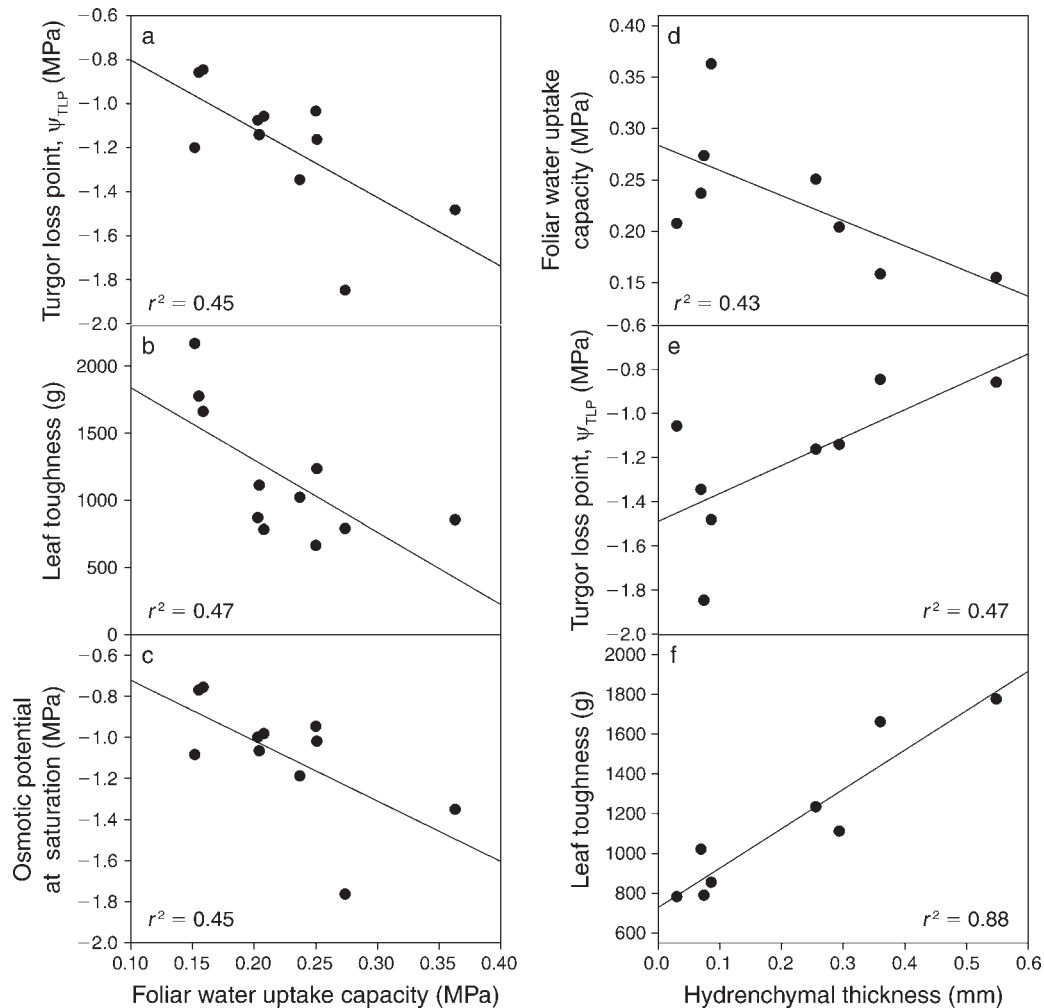 a
Turgor loss point, ψTLP (MPa)
−0.6
−0.8
−1.0
−1.2
−1.4
−1.6
−1.8
−2.0
r² = 0.45
b
Leaf toughness (g)
2000
1500
1000
500
0
r² = 0.47
c
Osmotic potential
at saturation (MPa)
−0.6
−0.8
−1.0
−1.2
−1.4
−1.6
−1.8
−2.0
r² = 0.45
0.10 0.15 0.20 0.25 0.30 0.35 0.40
Foliar water uptake capacity (MPa)
d
Foliar water uptake
capacity (MPa)
0.40
0.35
0.30
0.25
0.20
0.15
r² = 0.43
e
Turgor loss point, ψTLP (MPa)
−0.6
−0.8
−1.0
−1.2
−1.4
−1.6
−1.8
−2.0
r² = 0.47
f
Leaf toughness (g)
2000
1800
1600
1400
1200
1000
800
600
r² = 0.88
0.0 0.1 0.2 0.3 0.4 0.5 0.6
Hydrenchymal thickness (mm)